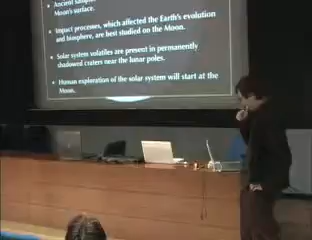 • Ancient
Moon's surface.
• Impact processes, which affected the Earth's evolution
and biosphere, are best studied on the Moon.
• Solar system volatiles are present in permanently
shadowed craters near the lunar poles.
• Human exploration of the solar system will start at the
Moon.